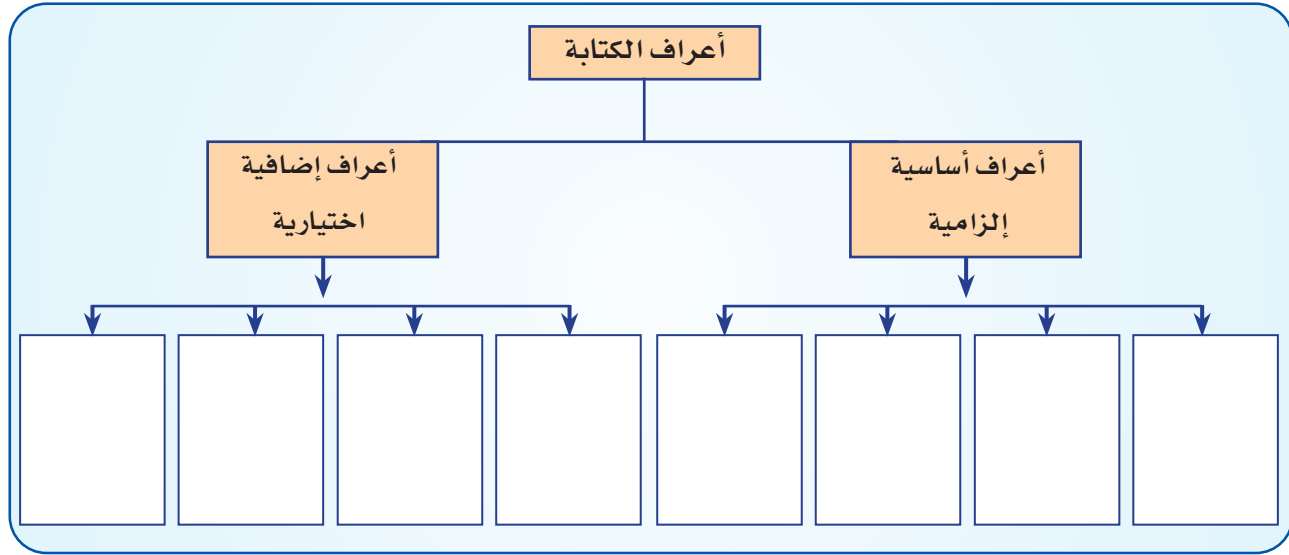 أعراف الكتابة
أعراف أساسية
إلزامية
أعراف إضافية
اختيارية